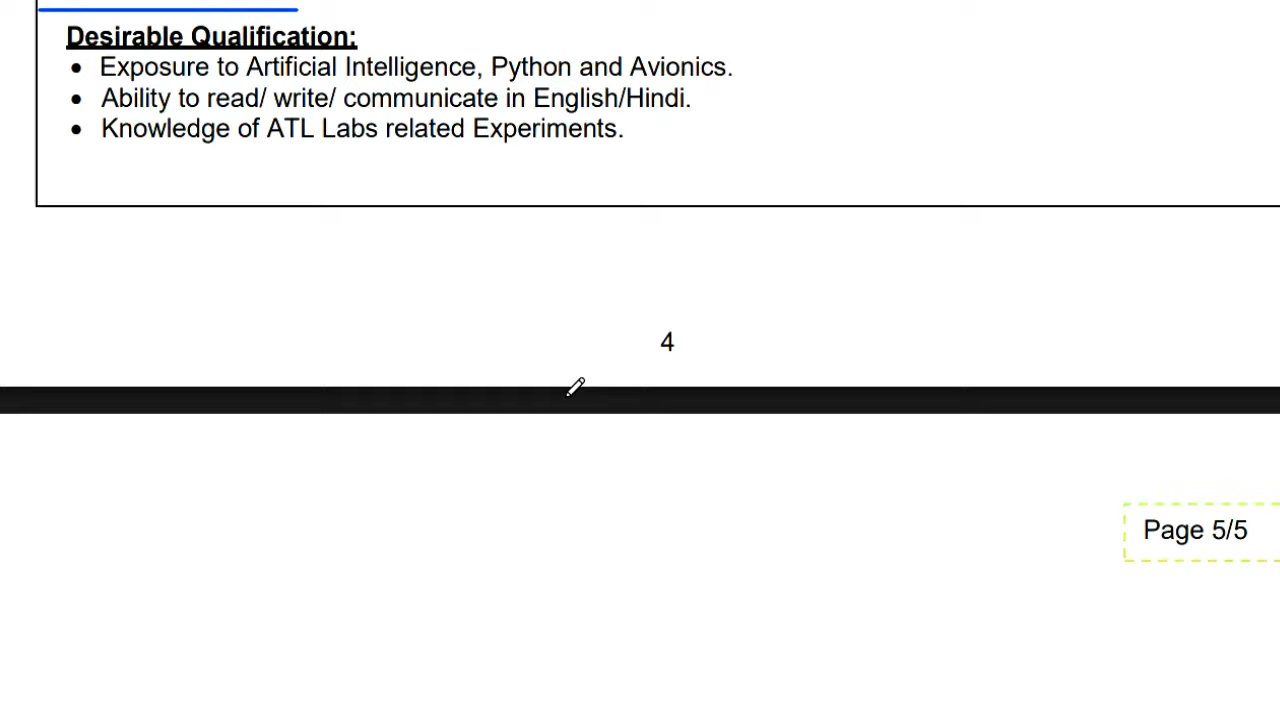 Desirable Qualification:
• Exposure to Artificial Intelligence, Python and Avionics.
• Ability to read/ write/ communicate in English/Hindi.
• Knowledge of ATL Labs related Experiments.
4
Page 5/5